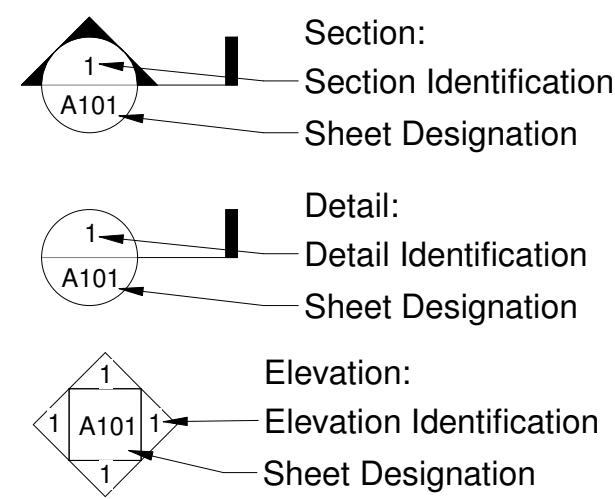 Section:
1
Section Identification
A101
Sheet Designation
Detail:
1
Detail Identification
A101
Sheet Designation
Elevation:
1
1 A101 1
Elevation Identification
1
Sheet Designation